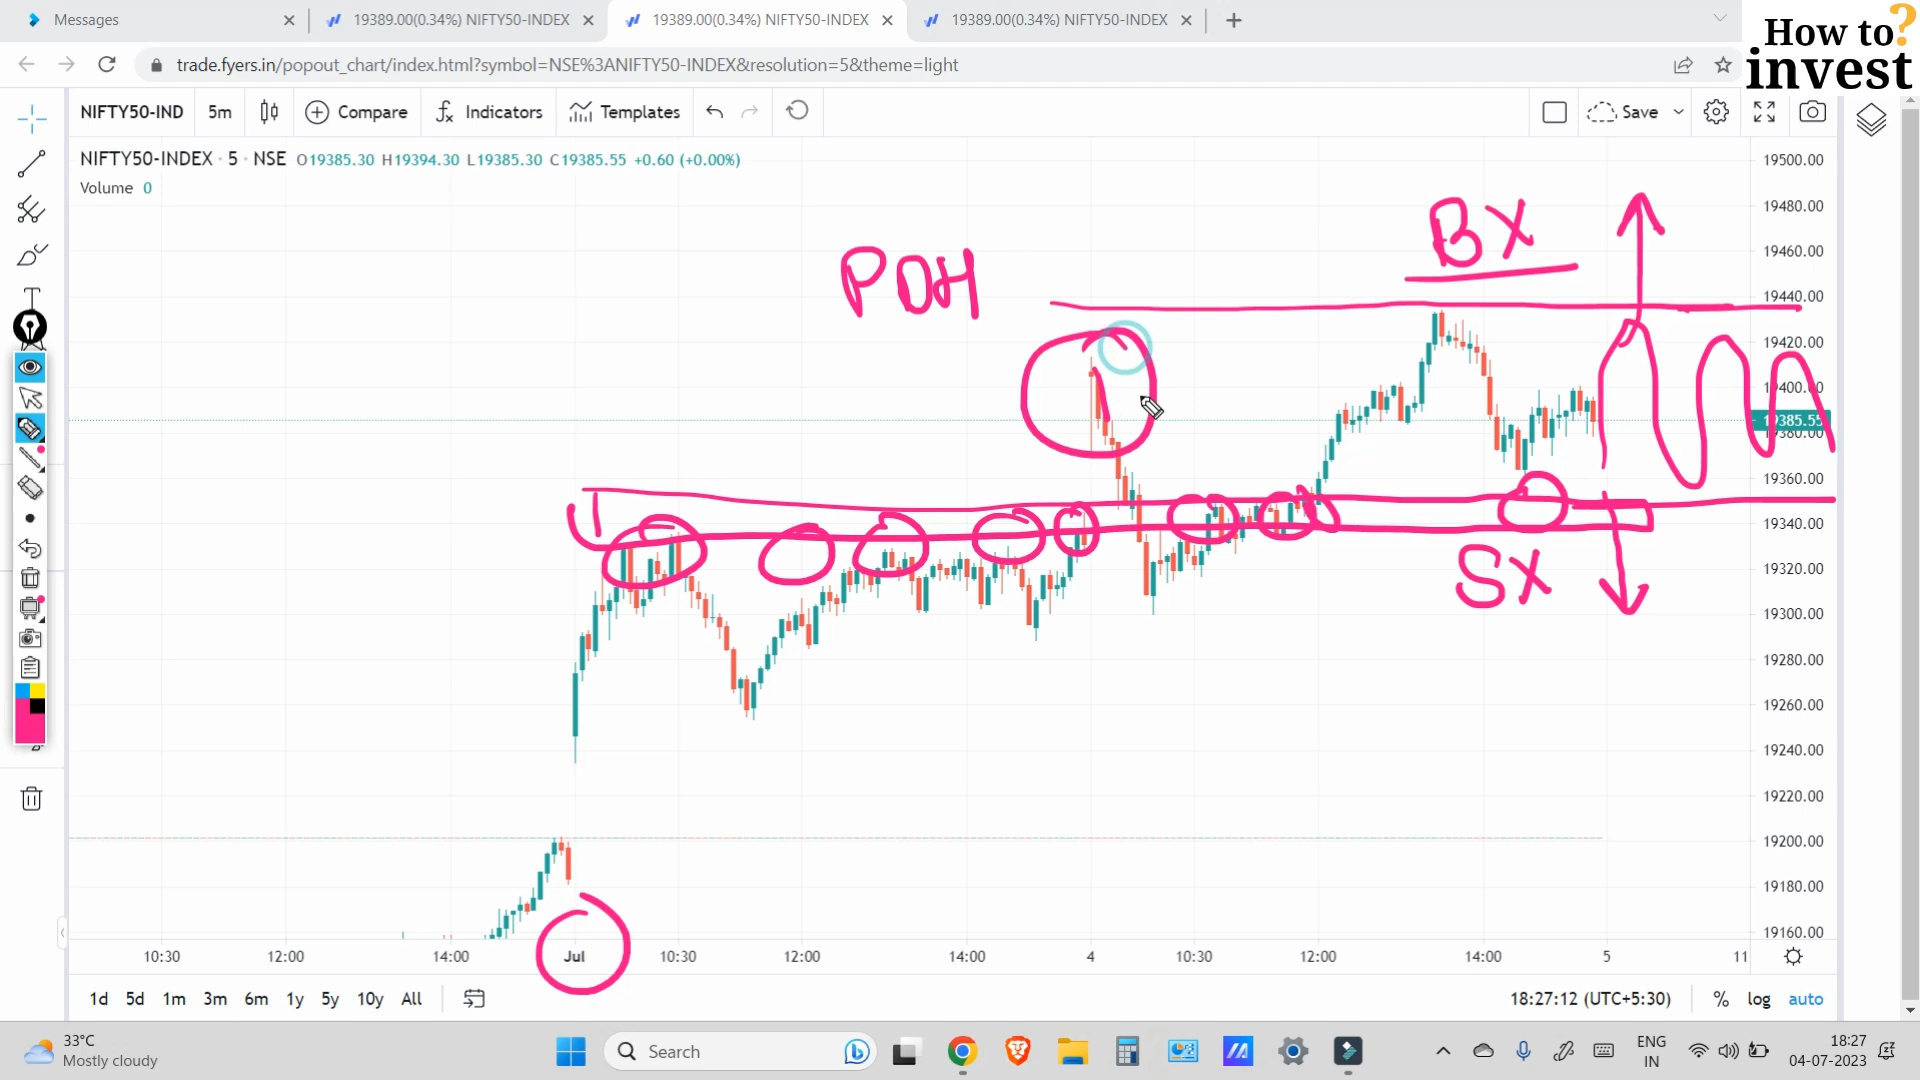 Messages
19389.00(0.34%) NIFTY50-INDEX
19389.00(0.34%) NIFTY50-INDEX
19389.00(0.34%) NIFTY50-INDEX
How to?
invest
trade.fyers.in/popout_chart/index.html?symbol=NSE%3ANIFTY50-INDEX&resolution=5&theme=light
NIFTY50-IND 5m Compare Indicators Templates Save
NIFTY50-INDEX · 5 · NSE O19385.30 H19394.30 L19385.30 C19385.55 +0.60 (+0.00%)
Volume 0
19500.00
19480.00
19460.00
19440.00
19420.00
19400.00
19385.55
19380.00
19360.00
19340.00
19320.00
19300.00
19280.00
19260.00
19240.00
19220.00
19200.00
19180.00
19160.00
BX
PDH
SX
10:30 12:00 14:00 Jul 10:30 12:00 14:00 4 10:30 12:00 14:00 5 11
1d 5d 1m 3m 6m 1y 5y 10y All
18:27:12 (UTC+5:30) % log auto
33°C
Mostly cloudy
Search
ENG
IN
18:27
04-07-2023